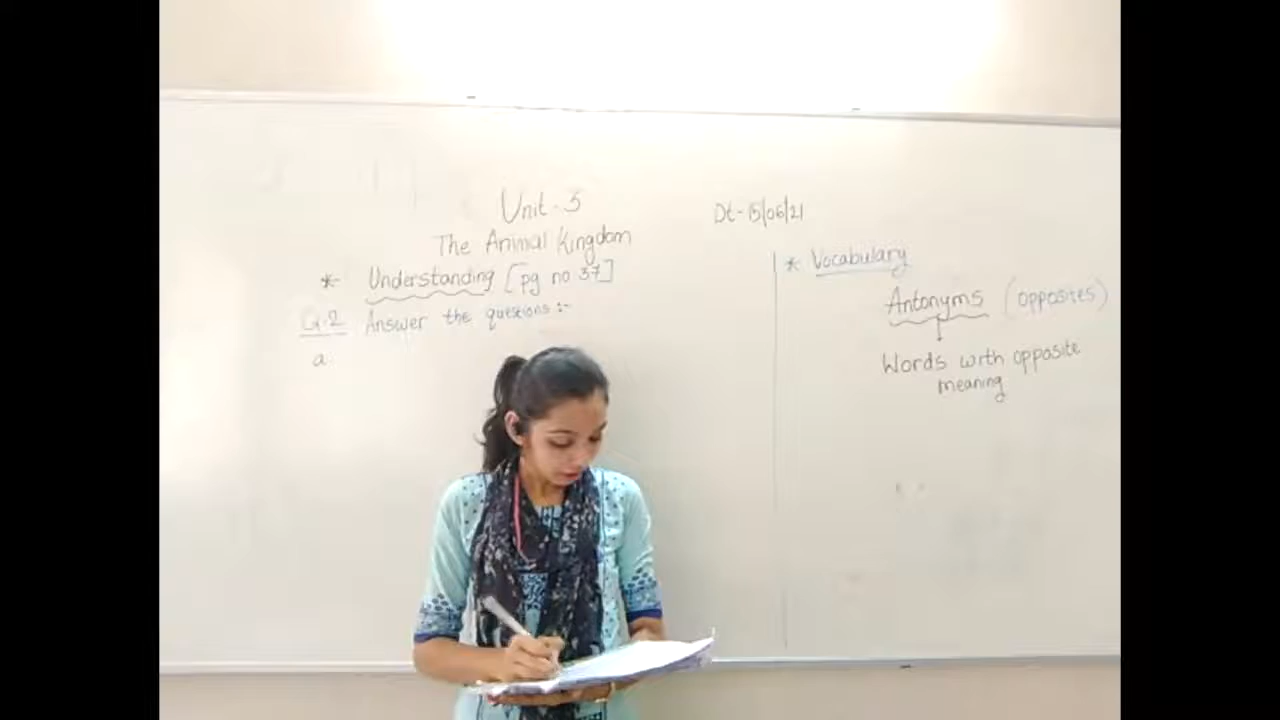 Unit-3
Dt-15/06/21
The Animal Kingdom
* Understanding [pg no 37]
Q.2 Answer the questions:-
a
* Vocabulary
Antonyms (opposites)
Words with opposite
meaning